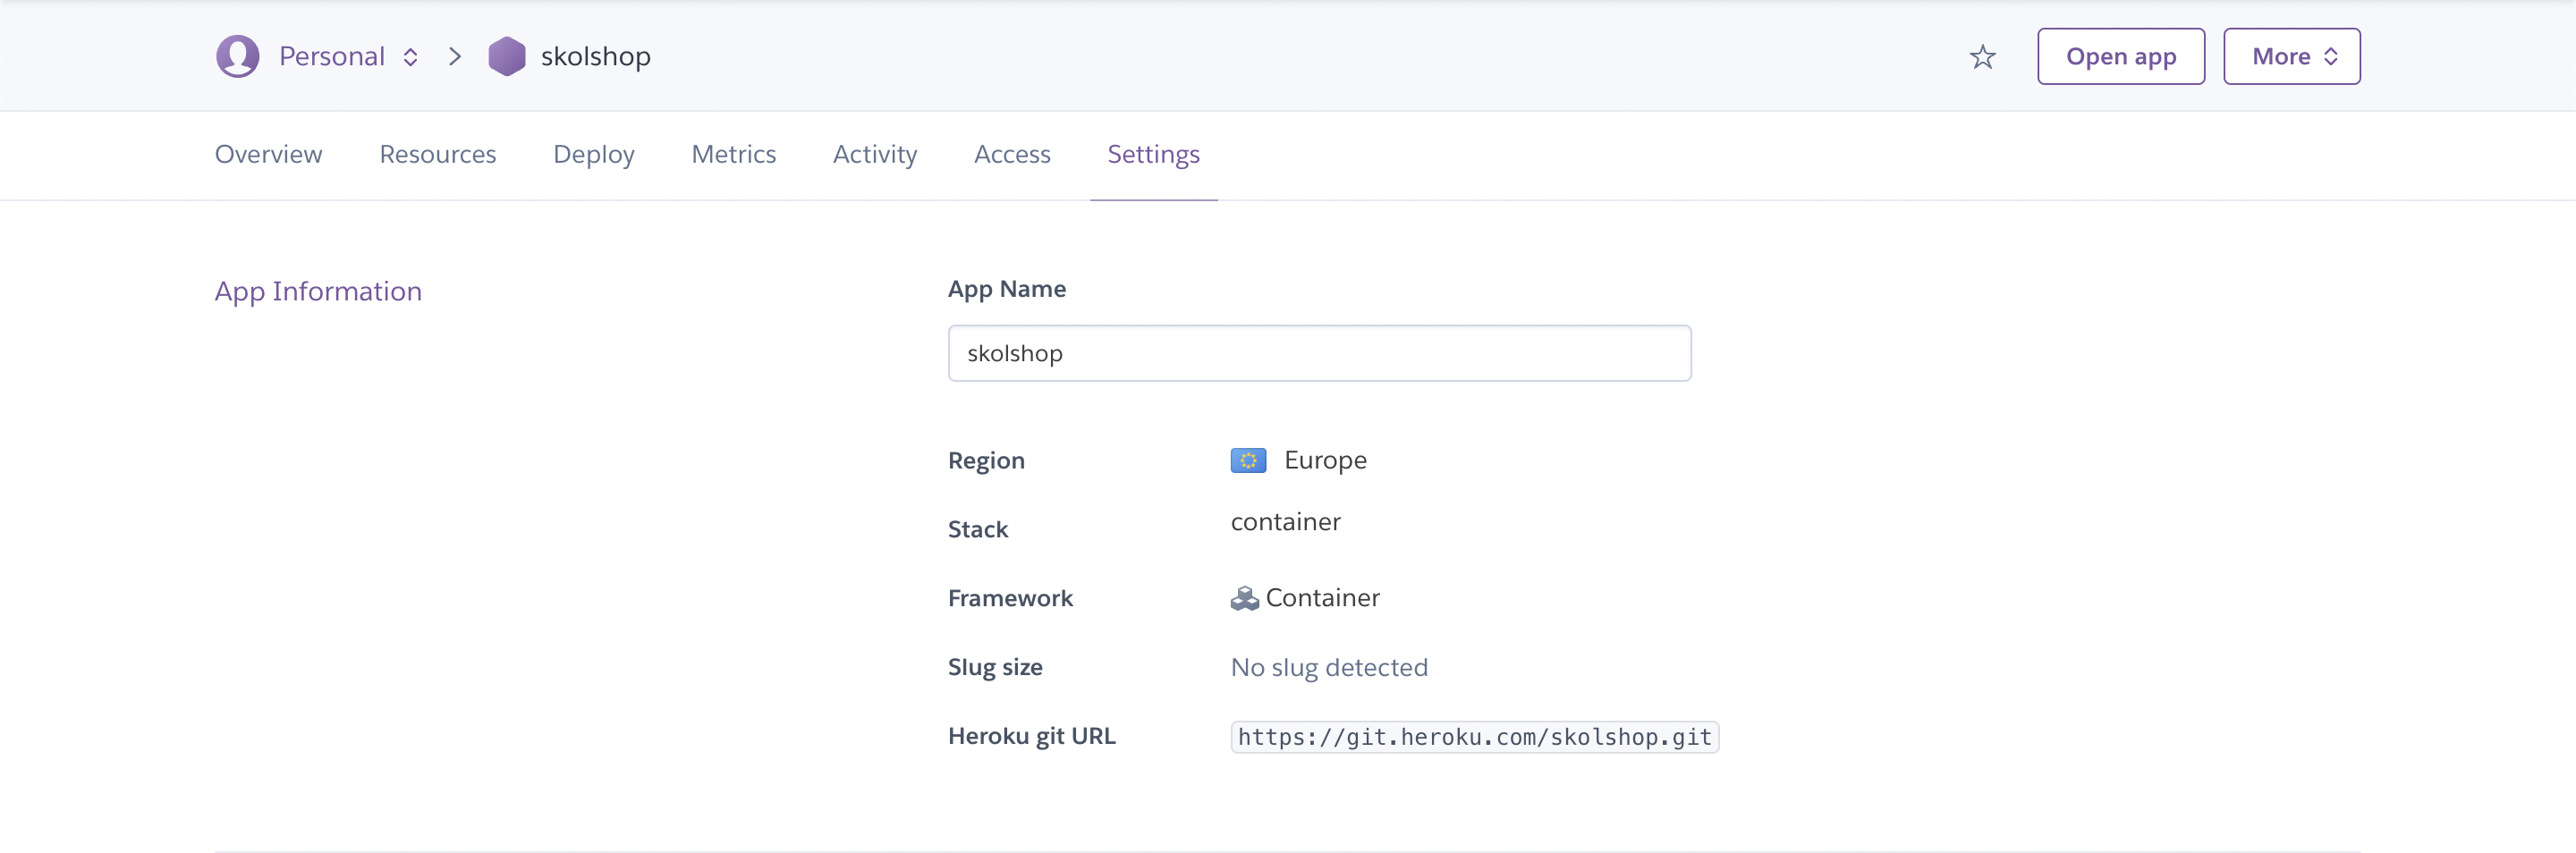 Personal skolshop Open app More
Overview Resources Deploy Metrics Activity Access Settings
App Information
App Name
skolshop
Region Europe
Stack container
Framework Container
Slug size No slug detected
Heroku git URL https://git.heroku.com/skolshop.git